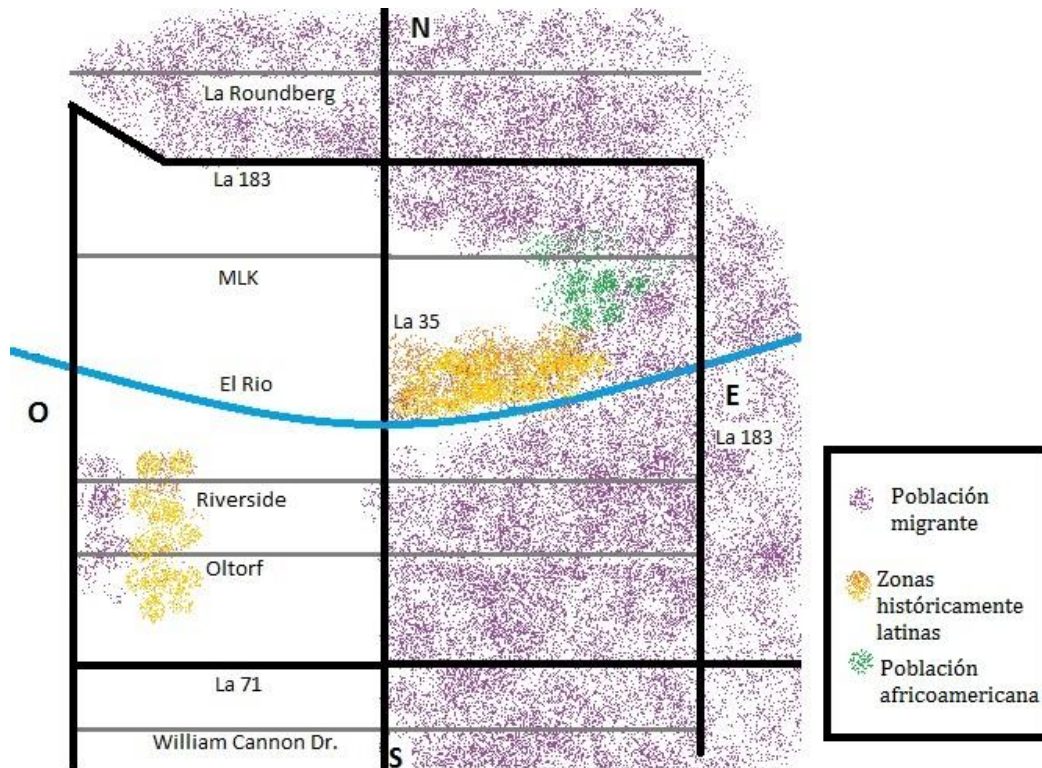 N
La Roundberg
La 183
MLK
La 35
El Rio
O
E
La 183
Riverside
Oltorf
La 71
William Cannon Dr.
S
Población
migrante
Zonas
históricamente
latinas
Población
africoamericana